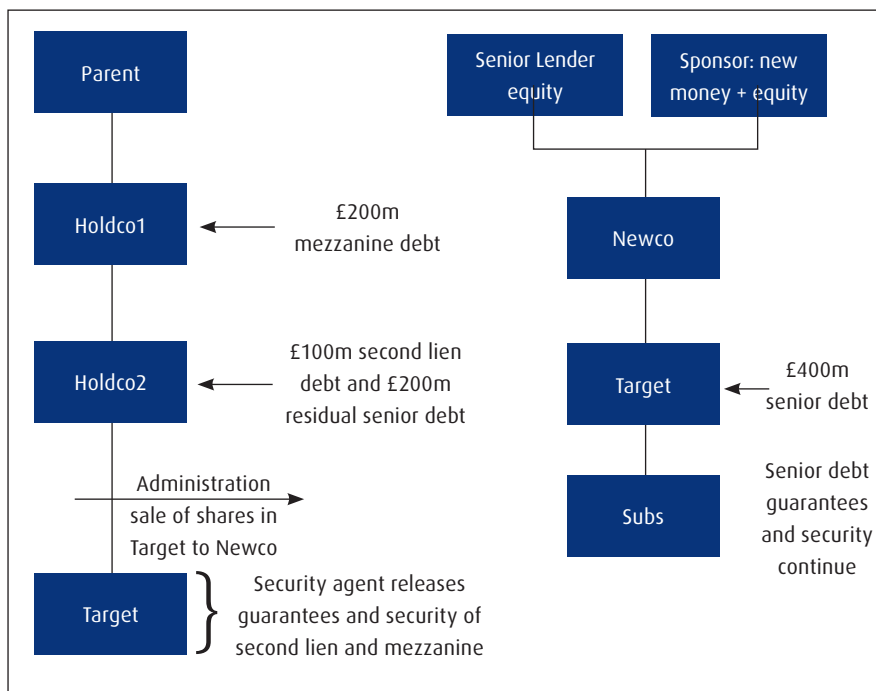 Parent
Holdco1
£200m
mezzanine debt
Holdco2
£100m second lien
debt and £200m
residual senior debt
Administration
sale of shares in
Target to Newco
Target
Security agent releases
guarantees and security of
second lien and mezzanine
Senior Lender
equity
Sponsor: new
money + equity
Newco
Target
£400m
senior debt
Subs
Senior debt
guarantees
and security
continue